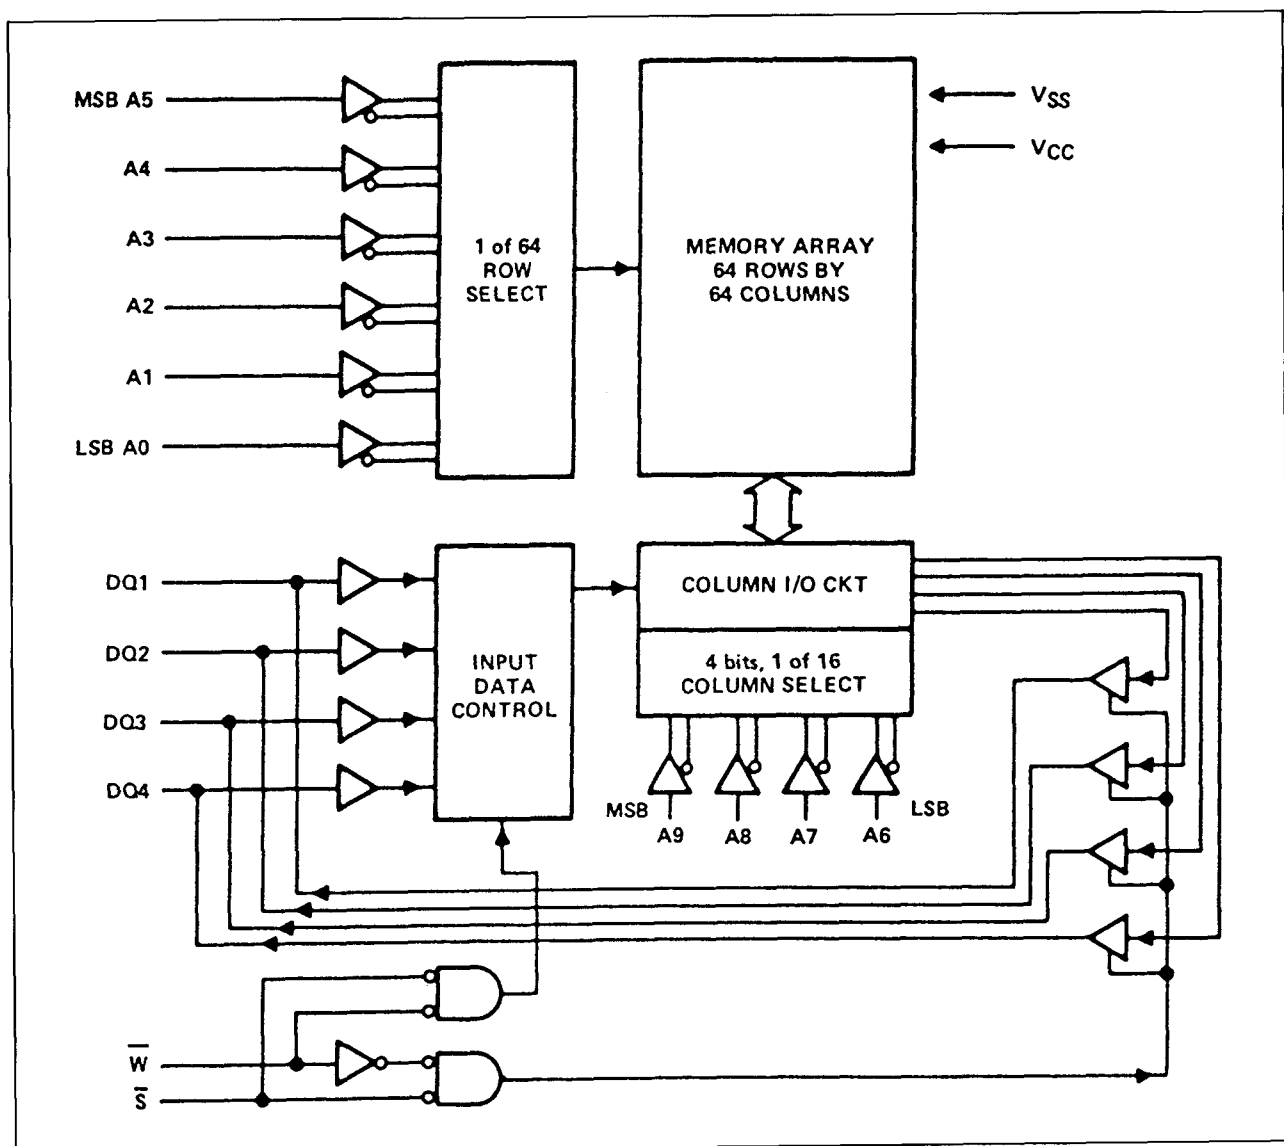 MSB A5
A4
A3
A2
A1
LSB A0
1 of 64
ROW
SELECT
MEMORY ARRAY
64 ROWS BY
64 COLUMNS
VSS
VCC
DQ1
DQ2
DQ3
DQ4
INPUT
DATA
CONTROL
COLUMN I/O CKT
4 bits, 1 of 16
COLUMN SELECT
MSB
LSB
A9 A8 A7 A6
W̅
S̅